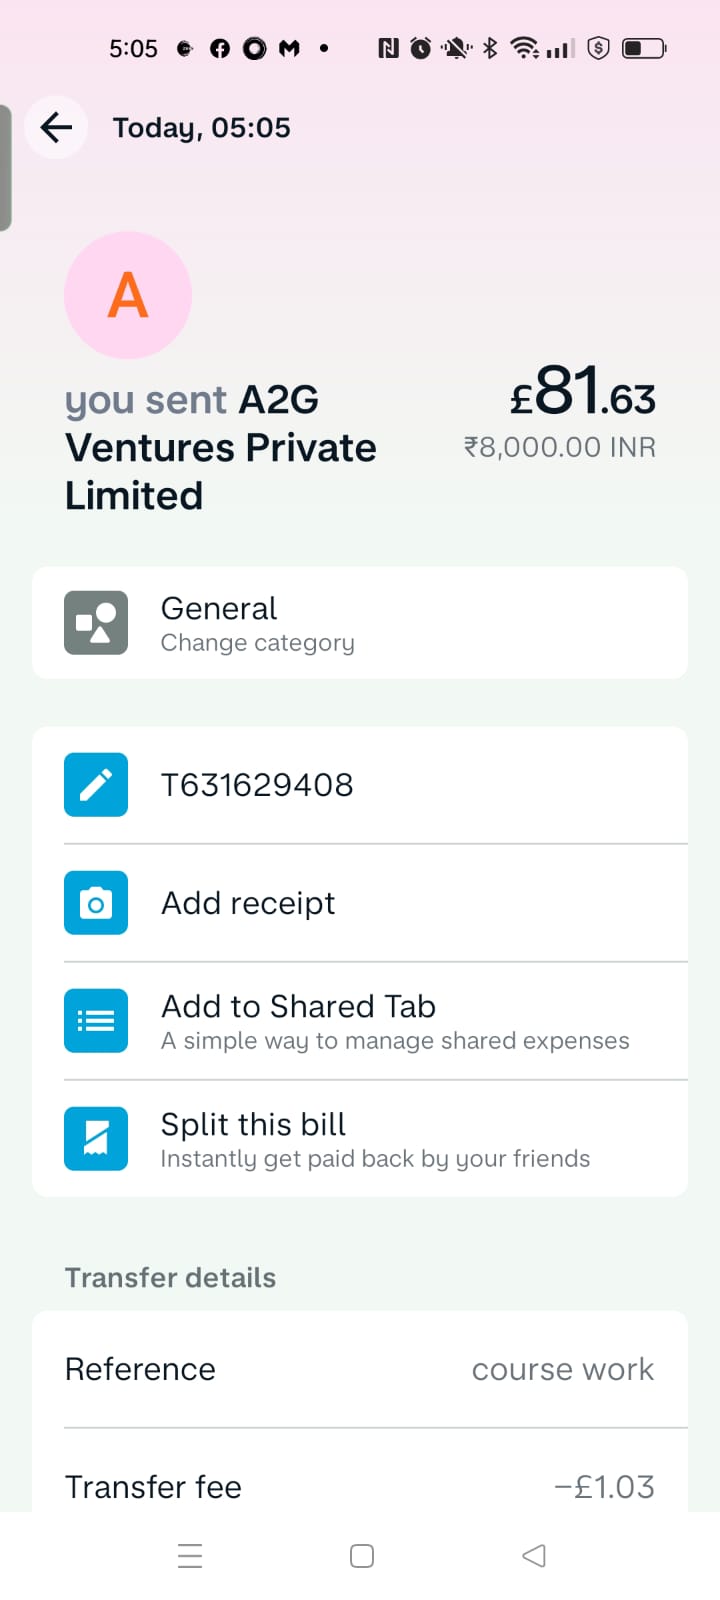 5:05
Today, 05:05
A
you sent A2G
Ventures Private
Limited
£81.63
₹8,000.00 INR
General
Change category
T631629408
Add receipt
Add to Shared Tab
A simple way to manage shared expenses
Split this bill
Instantly get paid back by your friends
Transfer details
Reference course work
Transfer fee −£1.03